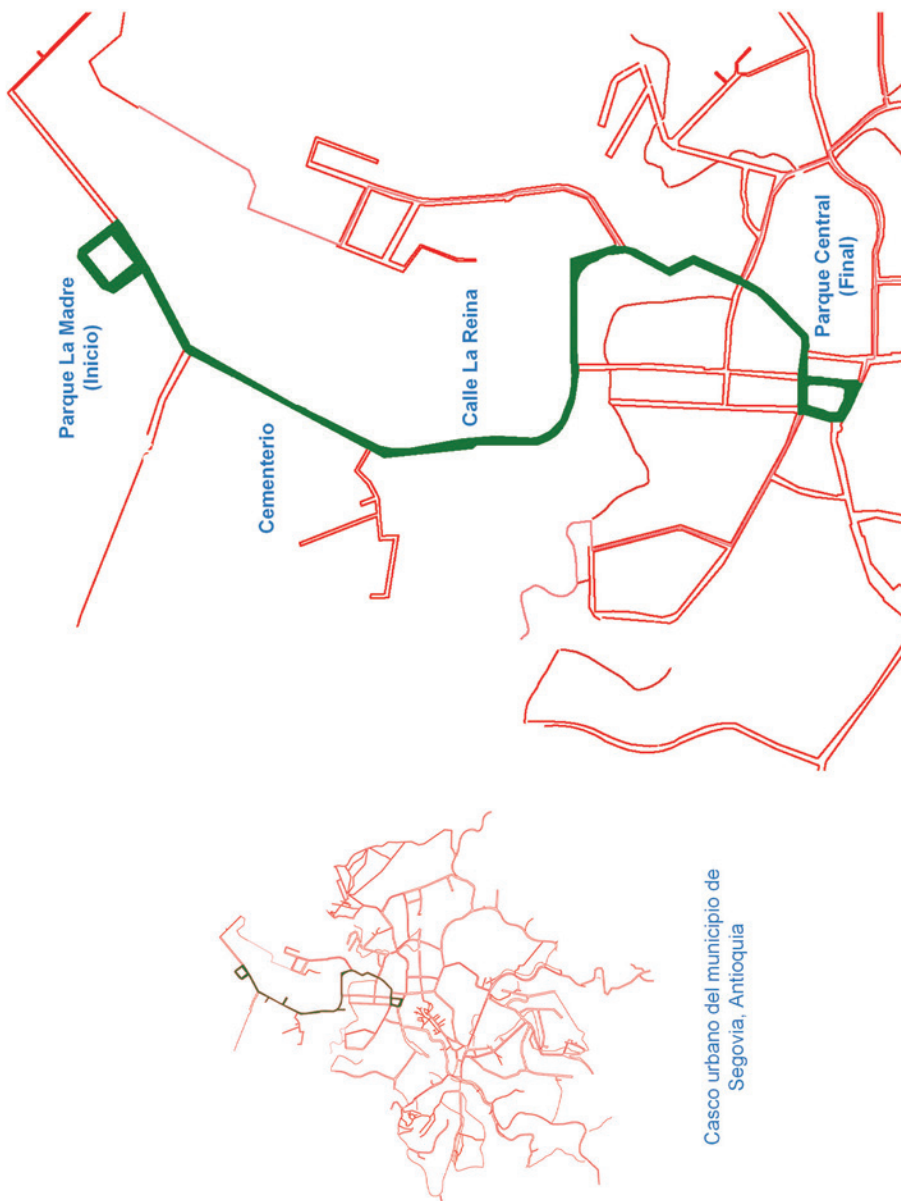 Parque La Madre
(Inicio)
Cementerio
Calle La Reina
Parque Central
(Final)
Casco urbano del municipio de
Segovia, Antioquia